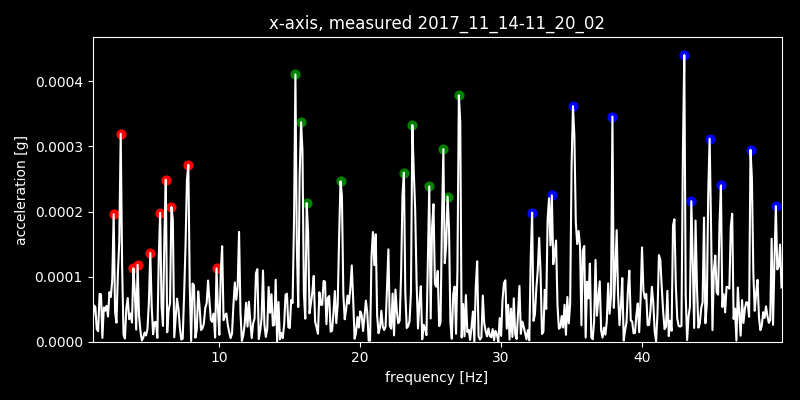 x-axis, measured 2017_11_14-11_20_02
acceleration [g]
0.0004
0.0003
0.0002
0.0001
0.0000
10 20 30 40
frequency [Hz]